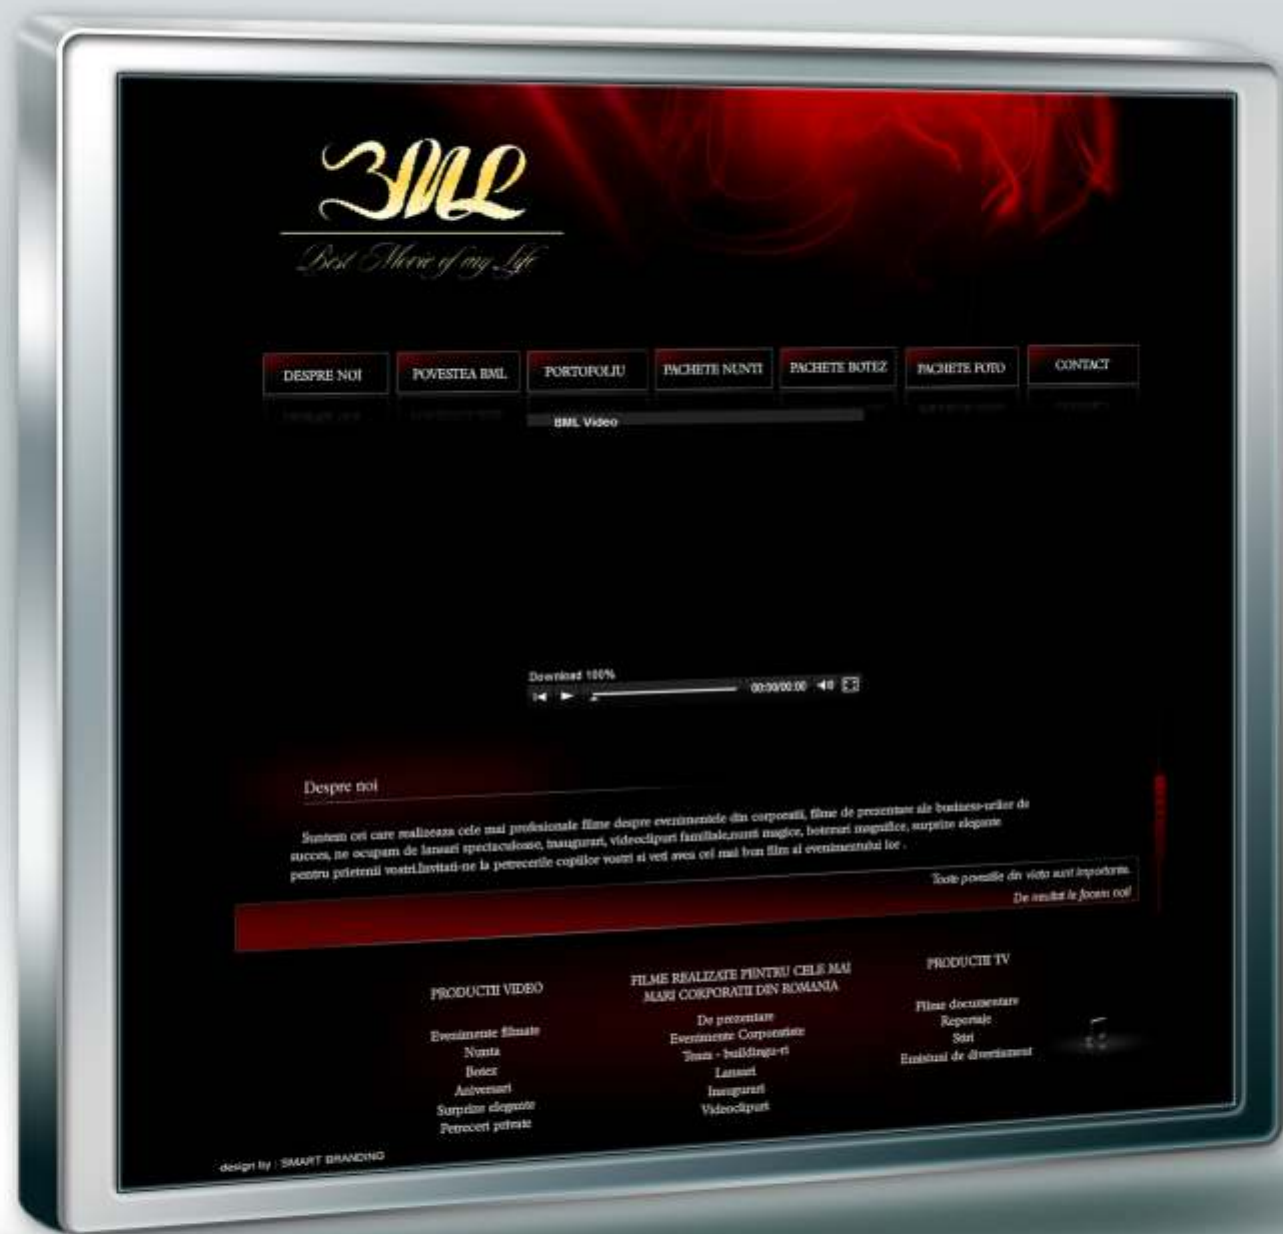 BML
Best Movie of my Life
DESPRE NOI
POVESTEA BML
PORTOFOLIU
PACHETE NUNTI
PACHETE BOTEZ
PACHETE FOTO
CONTACT
BML Video
Download 100%
00:00/00:00
Despre noi
Suntem cei care realizeaza cele mai profesionale filme despre evenimentele din corporatii, filme de prezentare ale business-urilor de
succes, ne ocupam de lansari spectaculoase, inaugurari, videoclipuri familiale,nunti magice, botezuri magnifice, surprize elegante
pentru prietenii vostri.Invitati-ne la petrecerile copiilor vostri si veti avea cel mai bun film al evenimentului lor .
Toate povestile din viata sunt importante.
De neuitat le facem noi!
PRODUCTII VIDEO
Evenimente filmate
Nunta
Botez
Aniversari
Surprize elegante
Petreceri private
FILME REALIZATE PENTRU CELE MAI
MARI CORPORATII DIN ROMANIA
De prezentare
Evenimente Corporatiste
Team - buildingu-ri
Lansari
Inaugurari
Videoclipuri
PRODUCTII TV
Filme documentare
Reportaje
Stiri
Emisiuni de divertisment
design by : SMART BRANDING